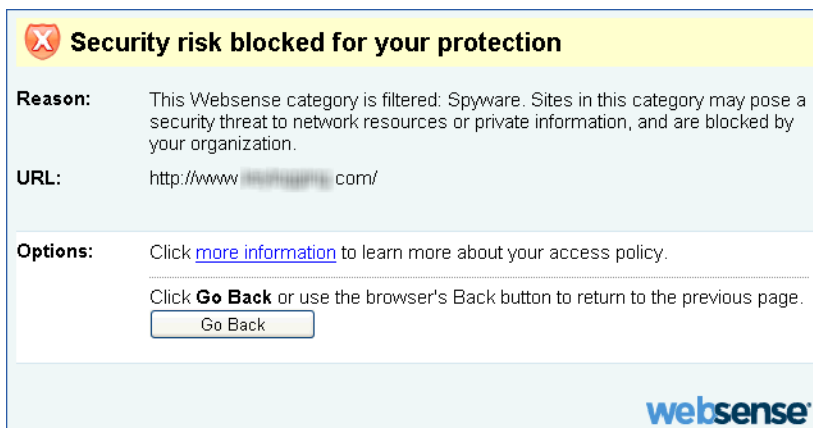 Security risk blocked for your protection
Reason:
This Websense category is filtered: Spyware. Sites in this category may pose a
security threat to network resources or private information, and are blocked by
your organization.
URL:
http://www .com/
Options:
Click more information to learn more about your access policy.
Click Go Back or use the browser's Back button to return to the previous page.
Go Back
websense